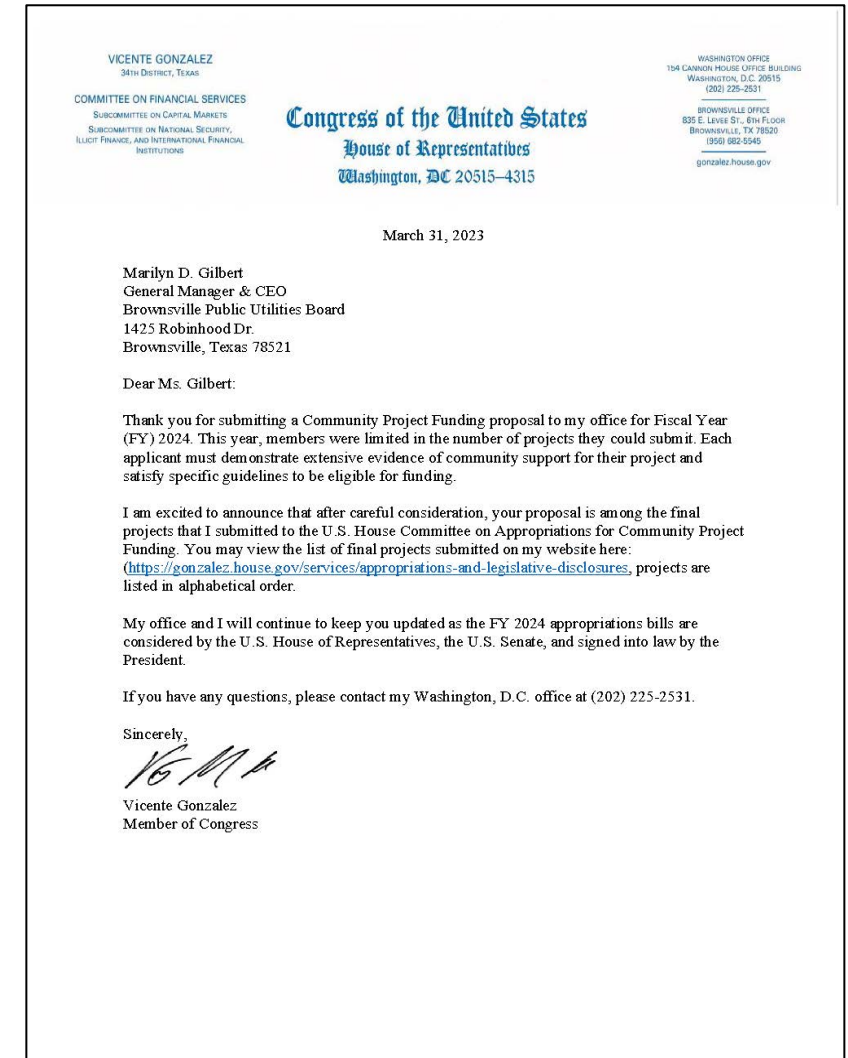 VICENTE GONZALEZ
34TH DISTRICT, TEXAS
COMMITTEE ON FINANCIAL SERVICES
SUBCOMMITTEE ON CAPITAL MARKETS
SUBCOMMITTEE ON NATIONAL SECURITY,
ILLICIT FINANCE, AND INTERNATIONAL FINANCIAL
INSTITUTIONS
Congress of the United States
House of Representatives
Washington, DC 20515–4315
WASHINGTON OFFICE
154 CANNON HOUSE OFFICE BUILDING
WASHINGTON, D.C. 20515
(202) 225–2531
BROWNSVILLE OFFICE
835 E. LEVEE ST., 6TH FLOOR
BROWNSVILLE, TX 78520
(956) 682-5545
gonzalez.house.gov
March 31, 2023
Marilyn D. Gilbert
General Manager & CEO
Brownsville Public Utilities Board
1425 Robinhood Dr.
Brownsville, Texas 78521
Dear Ms. Gilbert:
Thank you for submitting a Community Project Funding proposal to my office for Fiscal Year
(FY) 2024. This year, members were limited in the number of projects they could submit. Each
applicant must demonstrate extensive evidence of community support for their project and
satisfy specific guidelines to be eligible for funding.
I am excited to announce that after careful consideration, your proposal is among the final
projects that I submitted to the U.S. House Committee on Appropriations for Community Project
Funding. You may view the list of final projects submitted on my website here:
(https://gonzalez.house.gov/services/appropriations-and-legislative-disclosures, projects are
listed in alphabetical order.
My office and I will continue to keep you updated as the FY 2024 appropriations bills are
considered by the U.S. House of Representatives, the U.S. Senate, and signed into law by the
President.
If you have any questions, please contact my Washington, D.C. office at (202) 225-2531.
Sincerely,
Vicente Gonzalez
Member of Congress